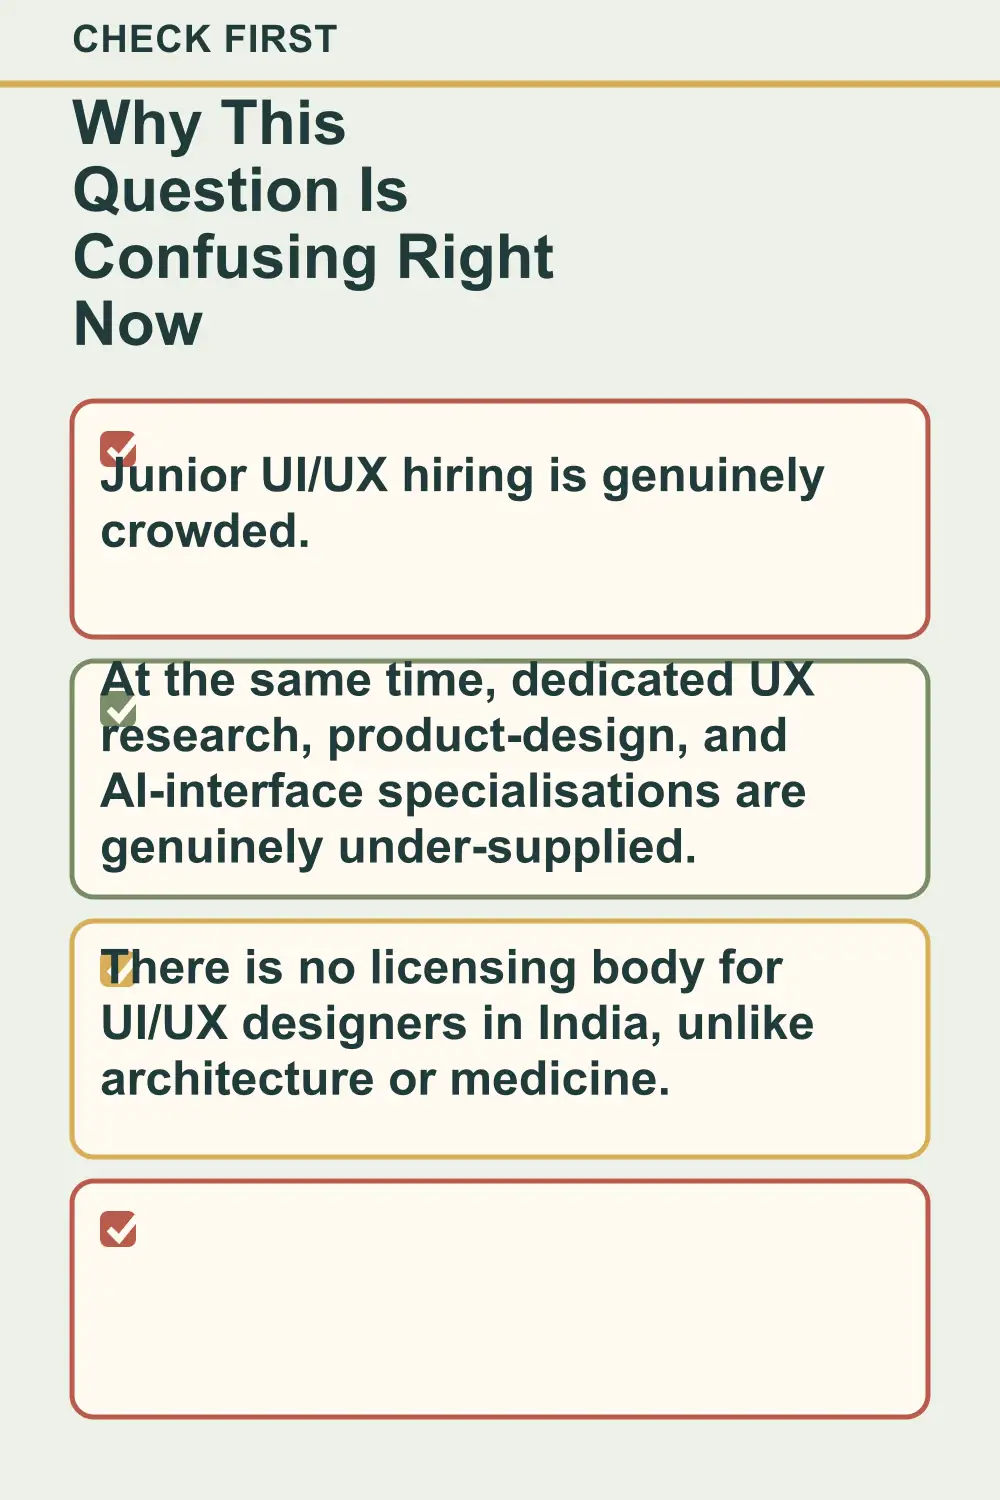 CHECK FIRST
Why This
Question Is
Confusing Right
Now
Junior UI/UX hiring is genuinely
crowded.
At the same time, dedicated UX
research, product-design, and
AI-interface specialisations are
genuinely under-supplied.
There is no licensing body for
UI/UX designers in India, unlike
architecture or medicine.